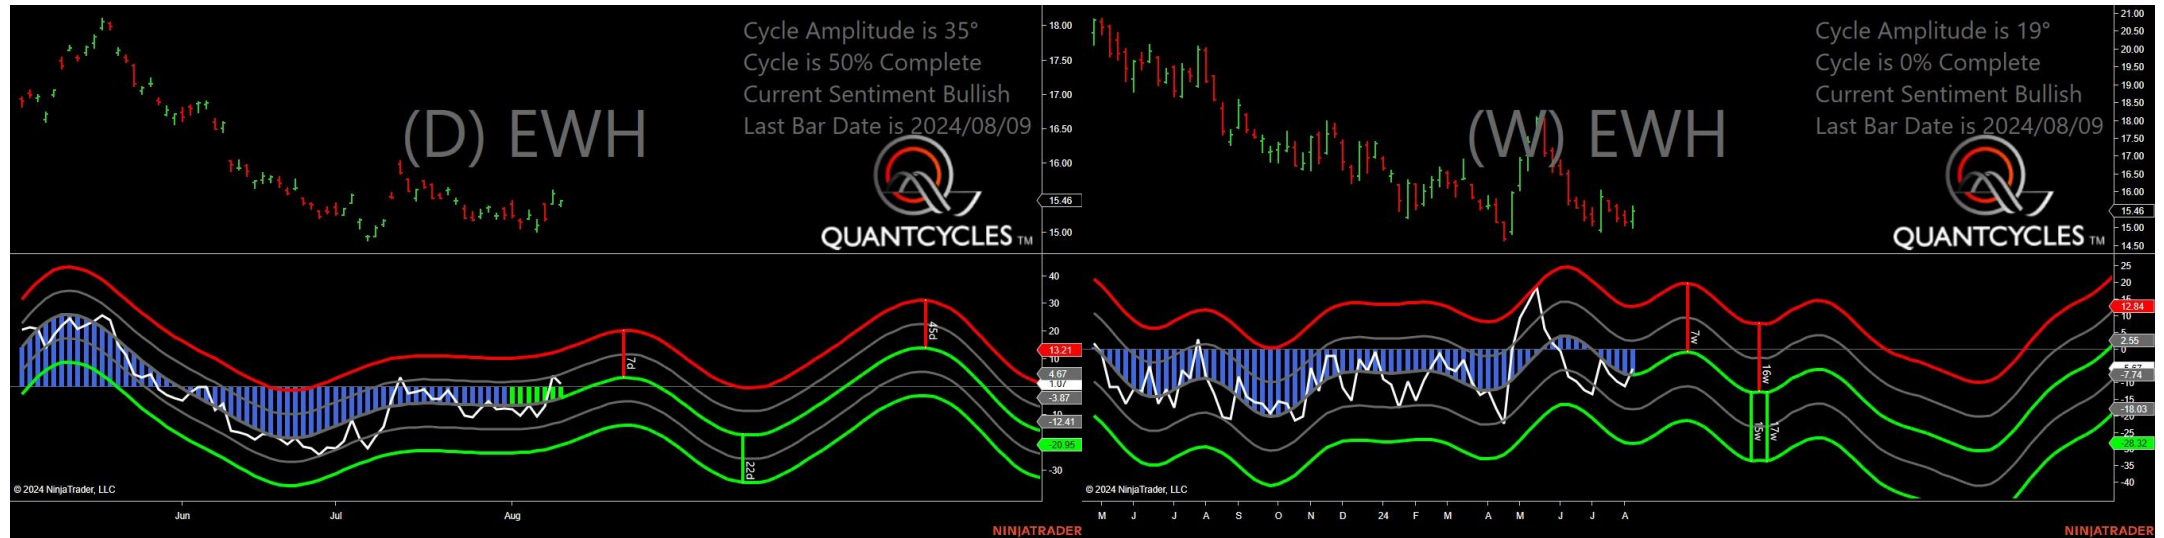 Cycle Amplitude is 35°
Cycle is 50% Complete
Current Sentiment Bullish
Last Bar Date is 2024/08/09
(D) EWH
QUANTCYCLES TM
18.00
17.50
17.00
16.50
16.00
15.46
15.00
40
30
20
13.21
10
4.67
1.07
-3.87
-12.41
-20.95
-30
7d
22d
45d
© 2024 NinjaTrader, LLC
Jun Jul Aug
NINJATRADER
Cycle Amplitude is 19°
Cycle is 0% Complete
Current Sentiment Bullish
Last Bar Date is 2024/08/09
(W) EWH
QUANTCYCLES TM
21.00
20.50
20.00
19.50
19.00
18.50
18.00
17.50
17.00
16.50
16.00
15.46
15.00
14.50
25
20
12.84
10
5
2.55
0
-7.74
-10
-15
-18.03
-25
-28.32
-35
-40
7w
16w
15w
17w
© 2024 NinjaTrader, LLC
M J J A S O N D 24 F M A M J J A
NINJATRADER